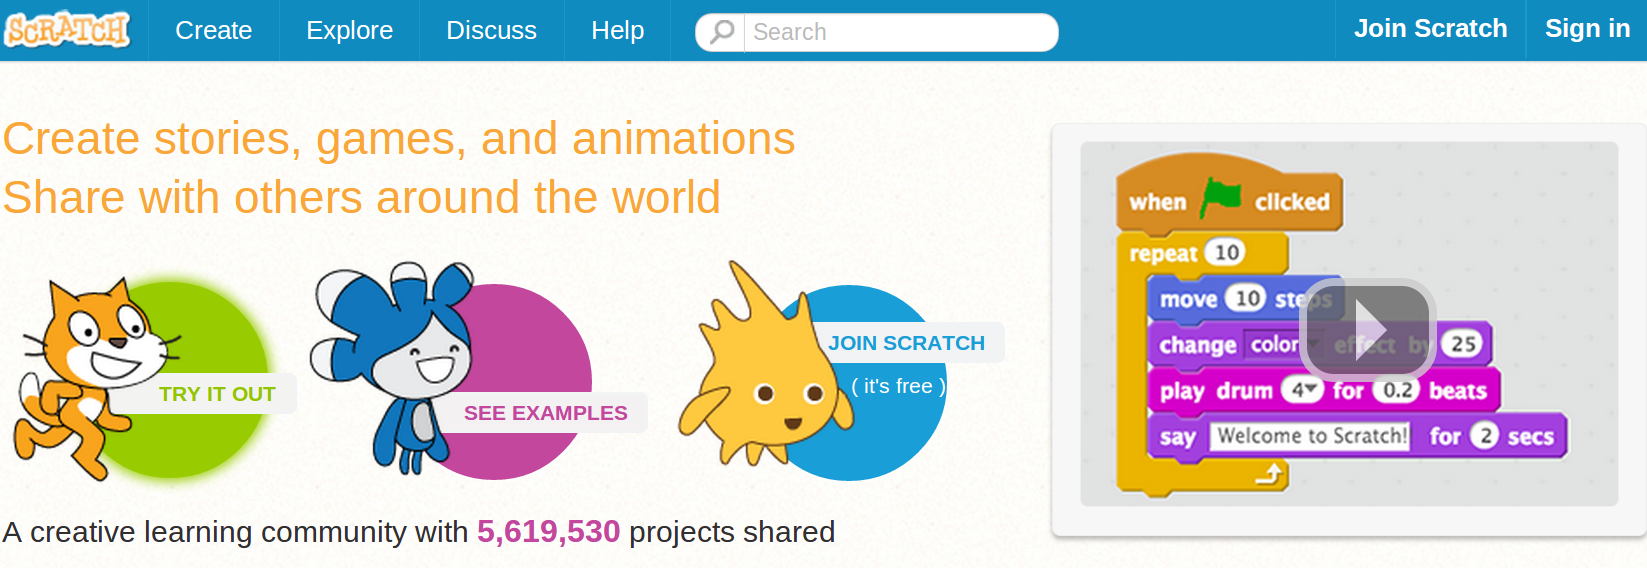 SCRATCH
Create
Explore
Discuss
Help
Search
Join Scratch
Sign in
Create stories, games, and animations
Share with others around the world
TRY IT OUT
SEE EXAMPLES
JOIN SCRATCH
( it's free )
A creative learning community with 5,619,530 projects shared
when clicked
repeat 10
move 10 steps
change color effect by 25
play drum 4 for 0.2 beats
say Welcome to Scratch! for 2 secs